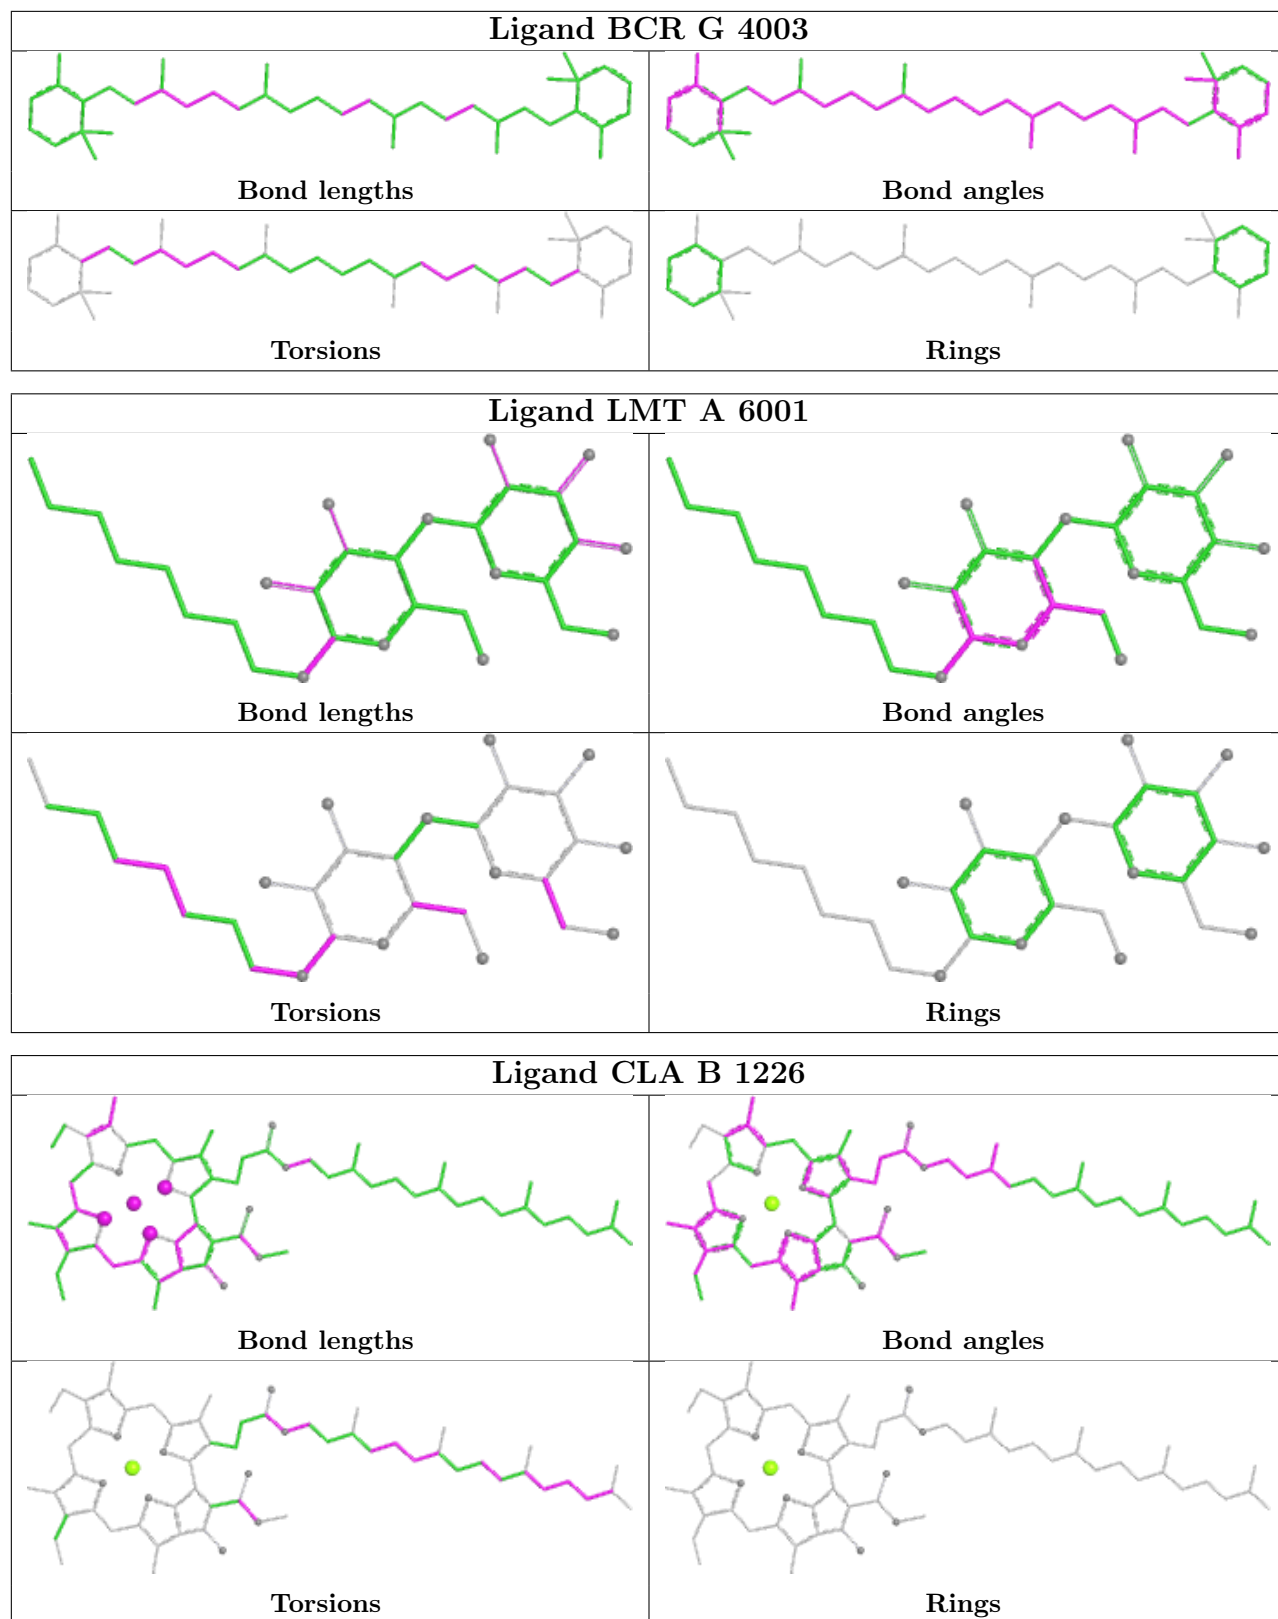 Ligand BCR G 4003
Bond lengths
Bond angles
Torsions
Rings
Ligand LMT A 6001
Bond lengths
Bond angles
Torsions
Rings
Ligand CLA B 1226
Bond lengths
Bond angles
Torsions
Rings